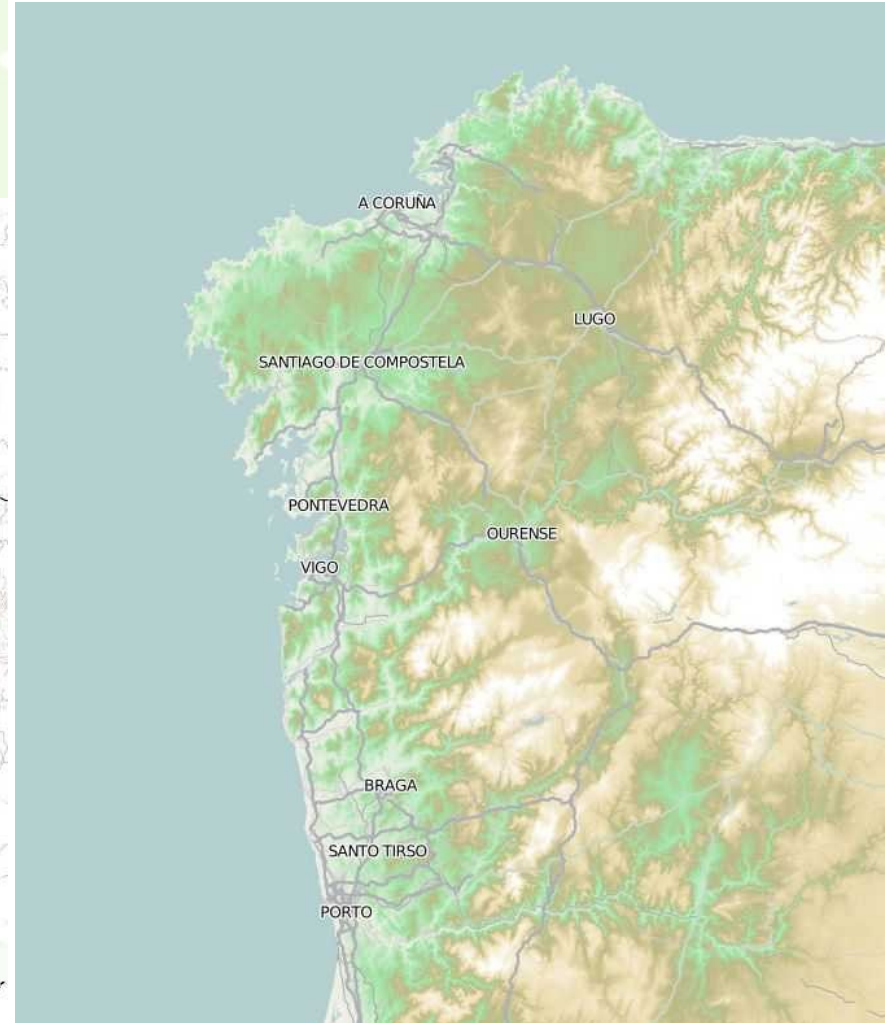 A CORUÑA
LUGO
SANTIAGO DE COMPOSTELA
PONTEVEDRA
OURENSE
VIGO
BRAGA
SANTO TIRSO
PORTO